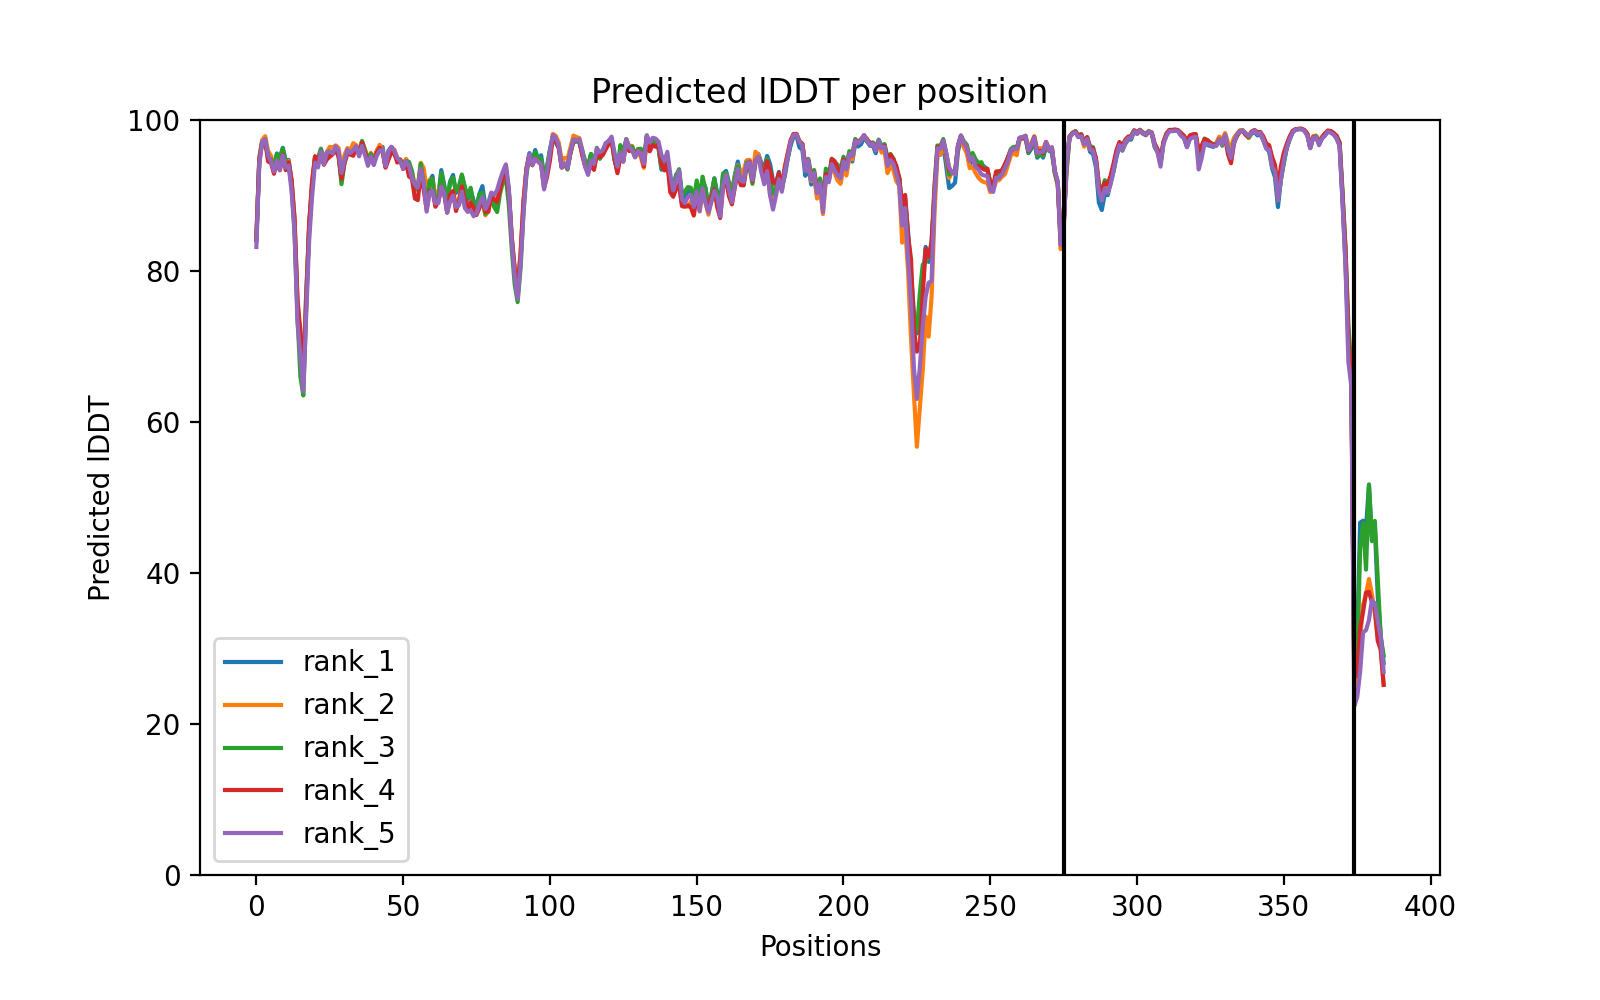 Predicted lDDT per position
100
80
60
40
20
0
Predicted lDDT
rank_1
rank_2
rank_3
rank_4
rank_5
0 50 100 150 200 250 300 350 400
Positions